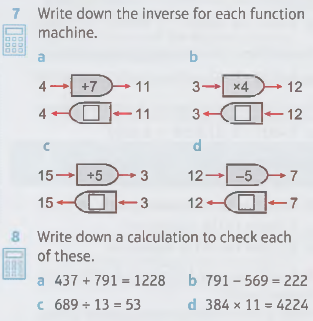 7 Write down the inverse for each function
machine.
a b
4 +7 11 3 ×4 12
4 11 3 12
c d
15 ÷5 3 12 −5 7
15 3 12 7
8 Write down a calculation to check each
of these.
a 437 + 791 = 1228 b 791 − 569 = 222
c 689 ÷ 13 = 53 d 384 × 11 = 4224